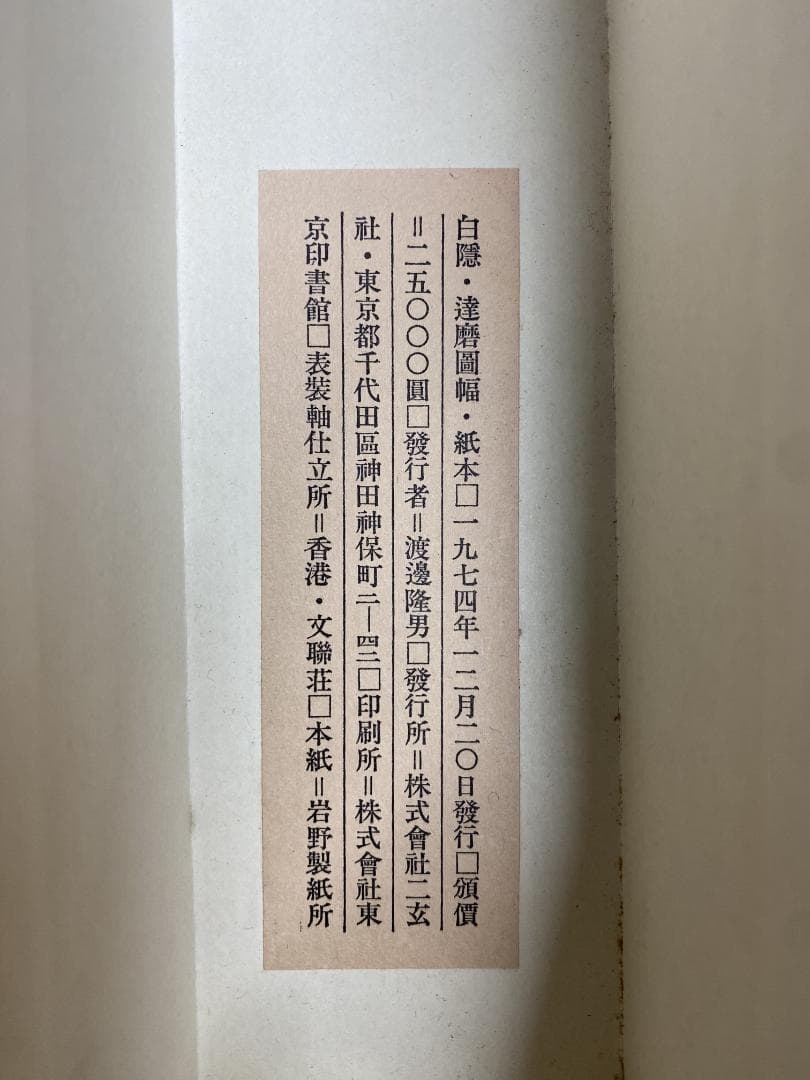 白隱・達磨圖幅・紙本□一九七四年一二月二〇日發行□頒價
＝二五〇〇〇圓□發行者＝渡邊隆男□發行所＝株式會社二玄
社・東京都千代田區神田神保町二―四二□印刷所＝株式會社東
京印書館□表裝軸仕立所＝香港・文聯莊□本紙＝岩野製紙所